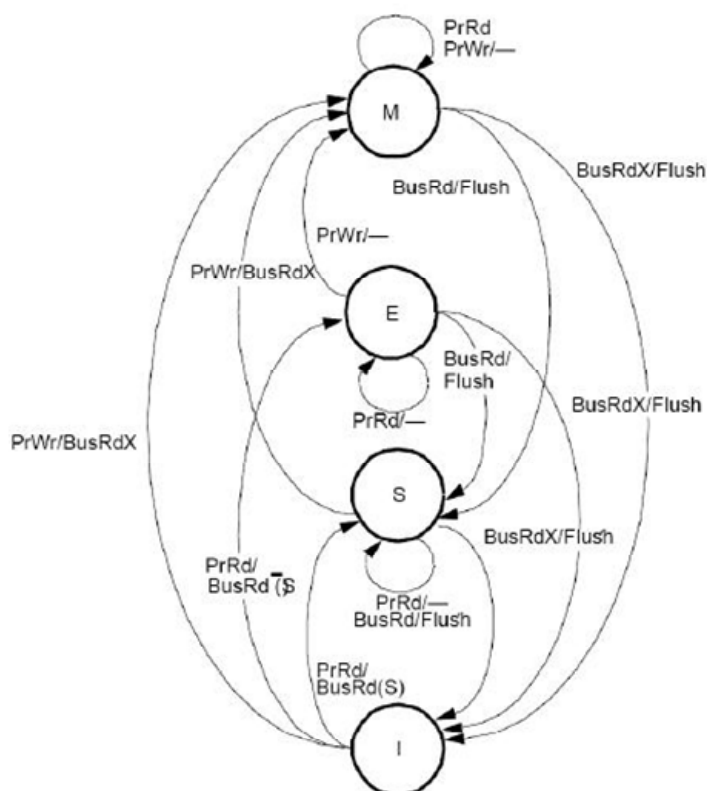 PrRd
PrWr/—
M
BusRdX/Flush
BusRd/Flush
PrWr/—
PrWr/BusRdX
E
BusRd/
Flush
BusRdX/Flush
PrRd/—
PrWr/BusRdX
S
BusRdX/Flush
PrRd/
BusRd(S̅)
PrRd/—
BusRd/Flush
PrRd/
BusRd(S)
I